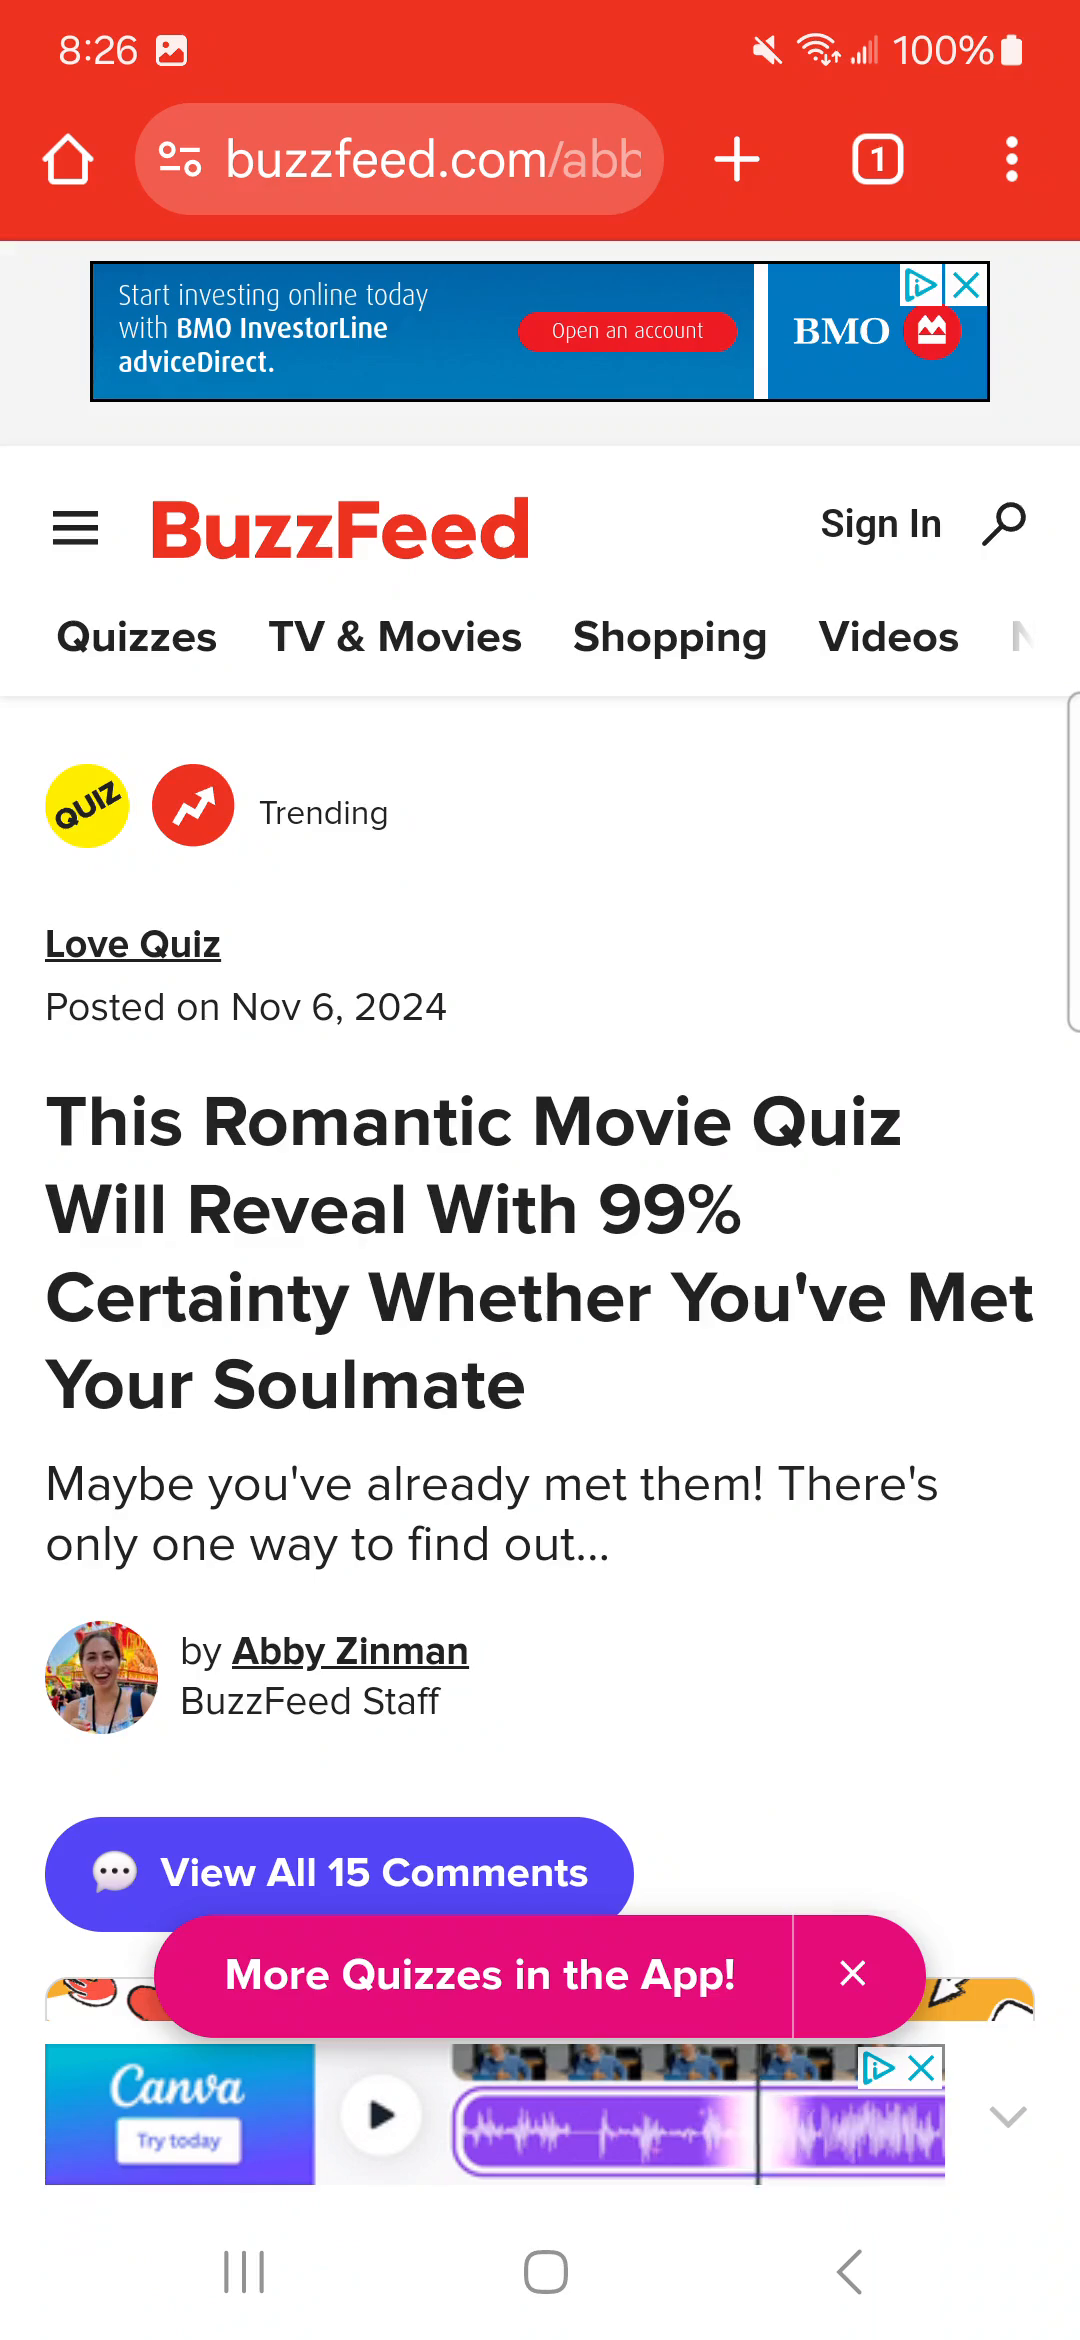 8:26
100%
buzzfeed.com/abb
1
Start investing online today
with BMO InvestorLine
adviceDirect.
Open an account
BMO
BuzzFeed
Sign In
Quizzes TV & Movies Shopping Videos N
QUIZ
Trending
Love Quiz
Posted on Nov 6, 2024
This Romantic Movie Quiz
Will Reveal With 99%
Certainty Whether You've Met
Your Soulmate
Maybe you've already met them! There's
only one way to find out...
by Abby Zinman
BuzzFeed Staff
View All 15 Comments
More Quizzes in the App!
Canva
Try today